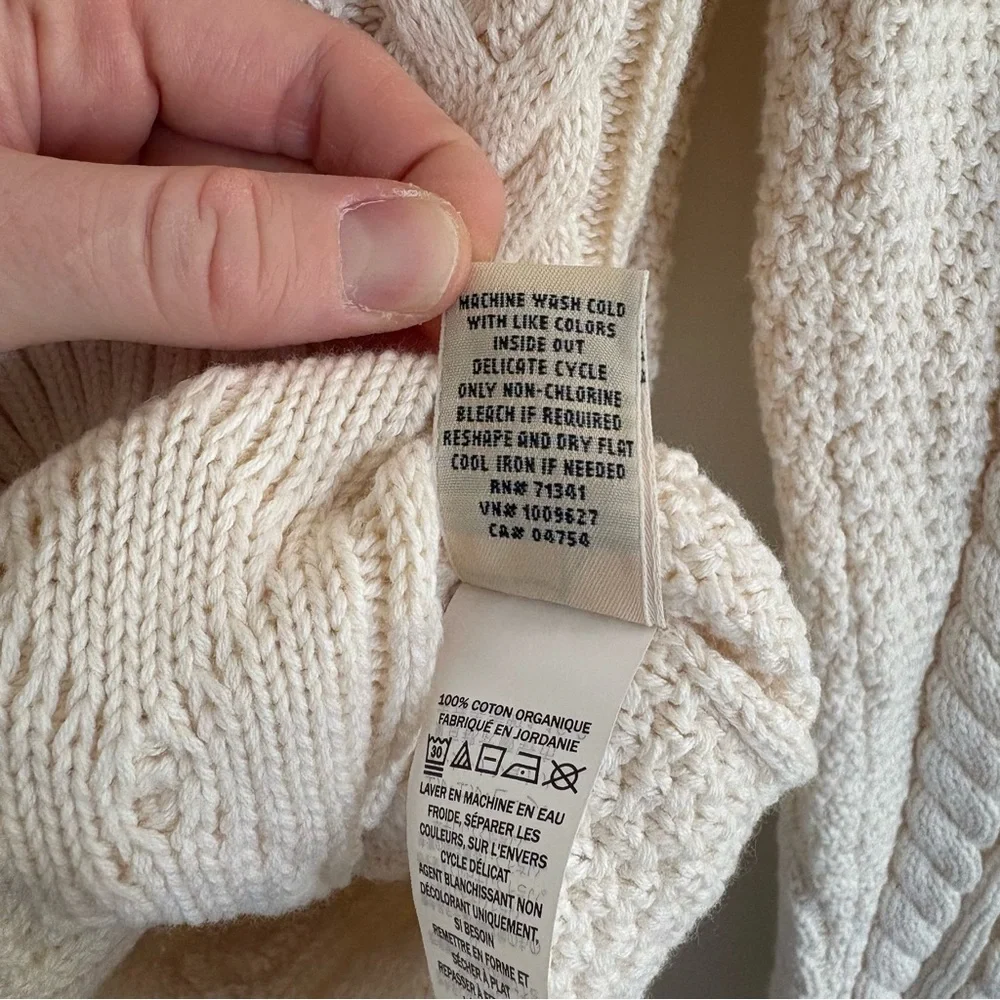 MACHINE WASH COLD
WITH LIKE COLORS
INSIDE OUT
DELICATE CYCLE
ONLY NON-CHLORINE
BLEACH IF REQUIRED
RESHAPE AND DRY FLAT
COOL IRON IF NEEDED
RN# 71341
VN# 1009627
CA# 04754
100% COTON ORGANIQUE
FABRIQUÉ EN JORDANIE
30
LAVER EN MACHINE EN EAU
FROIDE, SÉPARER LES
COULEURS, SUR L'ENVERS
CYCLE DÉLICAT
AGENT BLANCHISSANT NON
DÉCOLORANT UNIQUEMENT,
SI BESOIN
REMETTRE EN FORME ET
SÉCHER À PLAT
REPASSER À